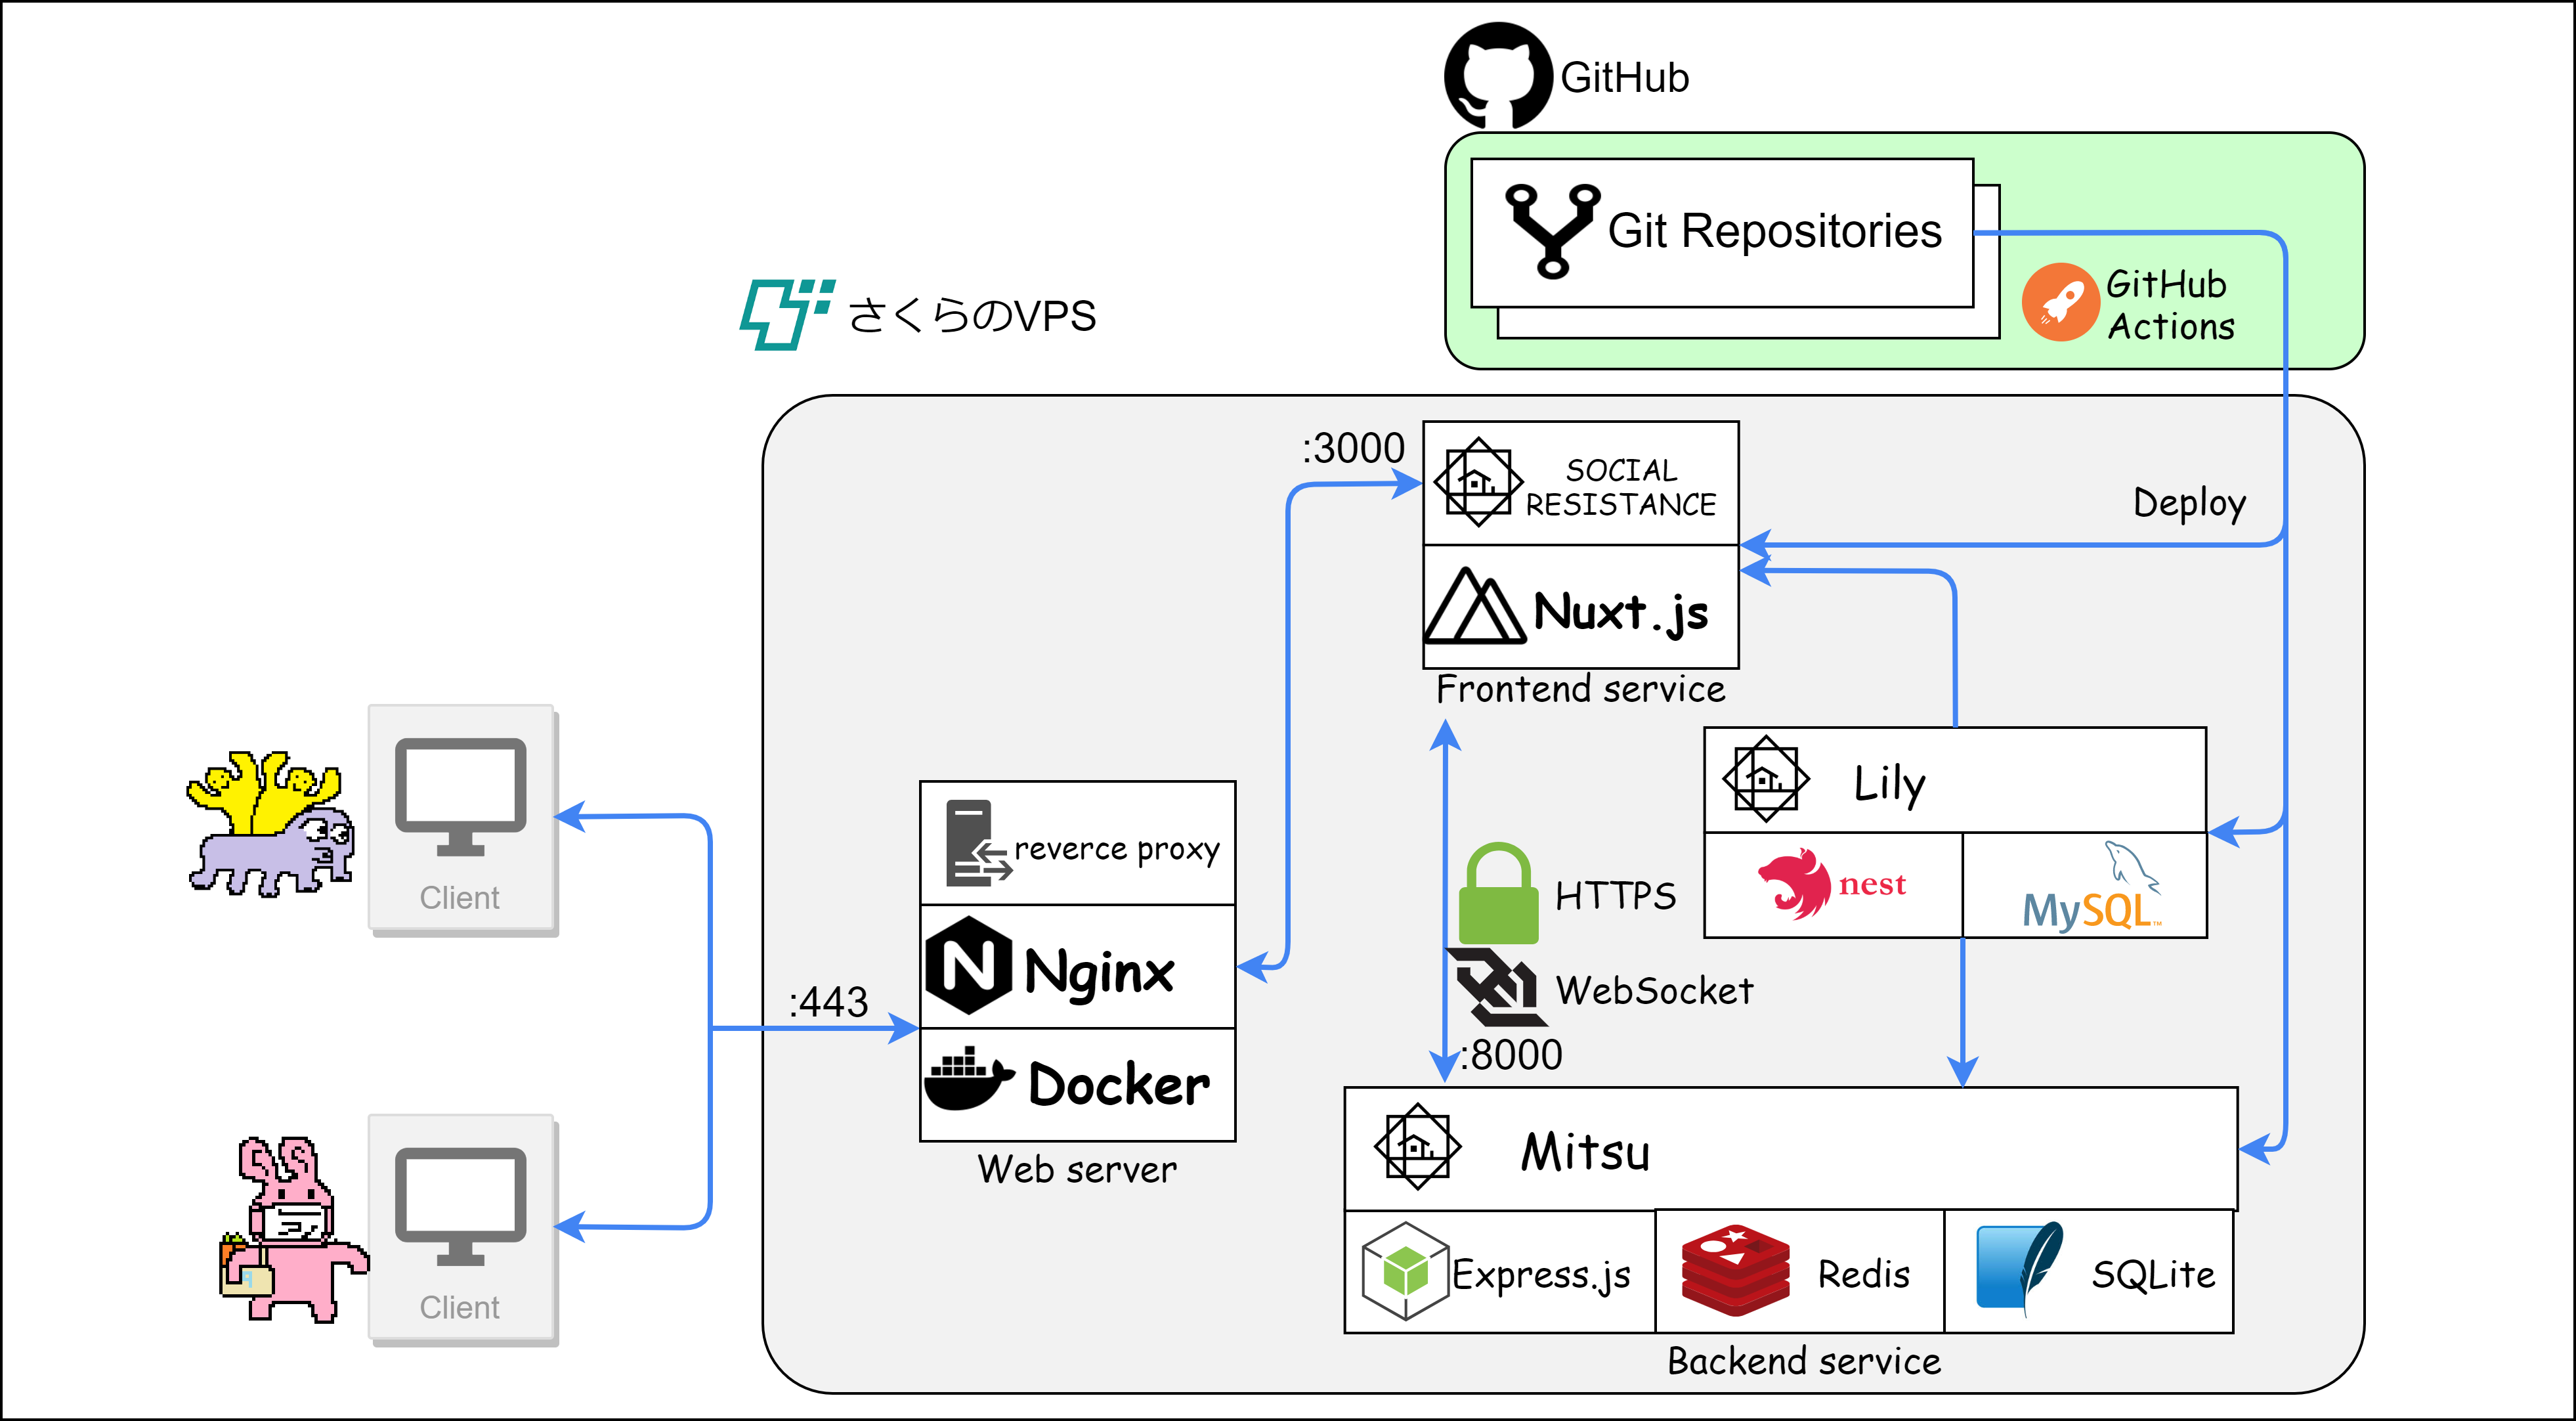 GitHub
Git Repositories
GitHub
Actions
さくらのVPS
:3000
SOCIAL
RESISTANCE
Deploy
Nuxt.js
Frontend service
Lily
reverce proxy
nest
MySQL™
Client
HTTPS
Nginx
WebSocket
:443
:8000
Docker
Mitsu
Web server
Express.js
Redis
SQLite
Client
Backend service